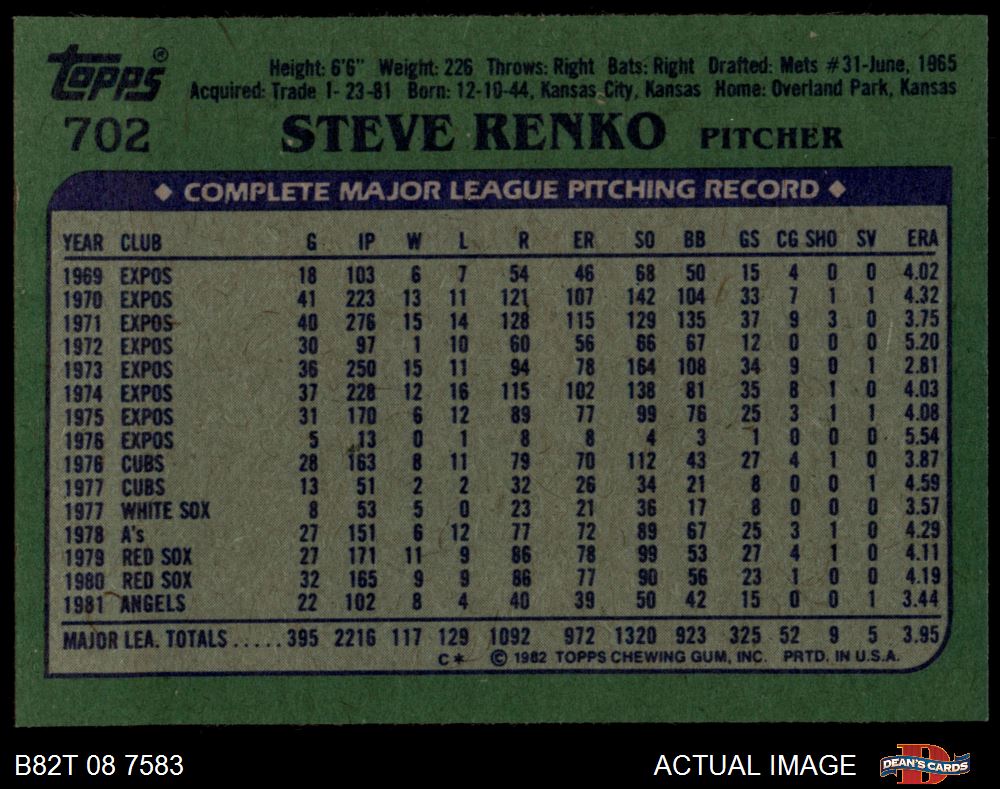 Topps®
Height: 6'6" Weight: 226 Throws: Right Bats: Right Drafted: Mets #31-June, 1965
Acquired: Trade 1-23-81 Born: 12-10-44, Kansas City, Kansas Home: Overland Park, Kansas
702 STEVE RENKO PITCHER
◆ COMPLETE MAJOR LEAGUE PITCHING RECORD ◆
YEAR CLUB G IP W L R ER SO BB GS CG SHO SV ERA
1969 EXPOS 18 103 6 7 54 46 68 50 15 4 0 0 4.02
1970 EXPOS 41 223 13 11 121 107 142 104 33 7 1 1 4.32
1971 EXPOS 40 276 15 14 128 115 129 135 37 9 3 0 3.75
1972 EXPOS 30 97 1 10 60 56 66 67 12 0 0 0 5.20
1973 EXPOS 36 250 15 11 94 78 164 108 34 9 0 1 2.81
1974 EXPOS 37 228 12 16 115 102 138 81 35 8 1 0 4.03
1975 EXPOS 31 170 6 12 89 77 99 76 25 3 1 1 4.08
1976 EXPOS 5 13 0 1 8 8 4 3 1 0 0 0 5.54
1976 CUBS 28 163 8 11 79 70 112 43 27 4 1 0 3.87
1977 CUBS 13 51 2 2 32 26 34 21 8 0 0 1 4.59
1977 WHITE SOX 8 53 5 0 23 21 36 17 8 0 0 0 3.57
1978 A's 27 151 6 12 77 72 89 67 25 3 1 0 4.29
1979 RED SOX 27 171 11 9 86 78 99 53 27 4 1 0 4.11
1980 RED SOX 32 165 9 9 86 77 90 56 23 1 0 0 4.19
1981 ANGELS 22 102 8 4 40 39 50 42 15 0 0 1 3.44
MAJOR LEA. TOTALS ..... 395 2216 117 129 1092 972 1320 923 325 52 9 5 3.95
C* © 1982 TOPPS CHEWING GUM, INC. PRTD. IN U.S.A.
B82T 08 7583 ACTUAL IMAGE D DEAN'S CARDS